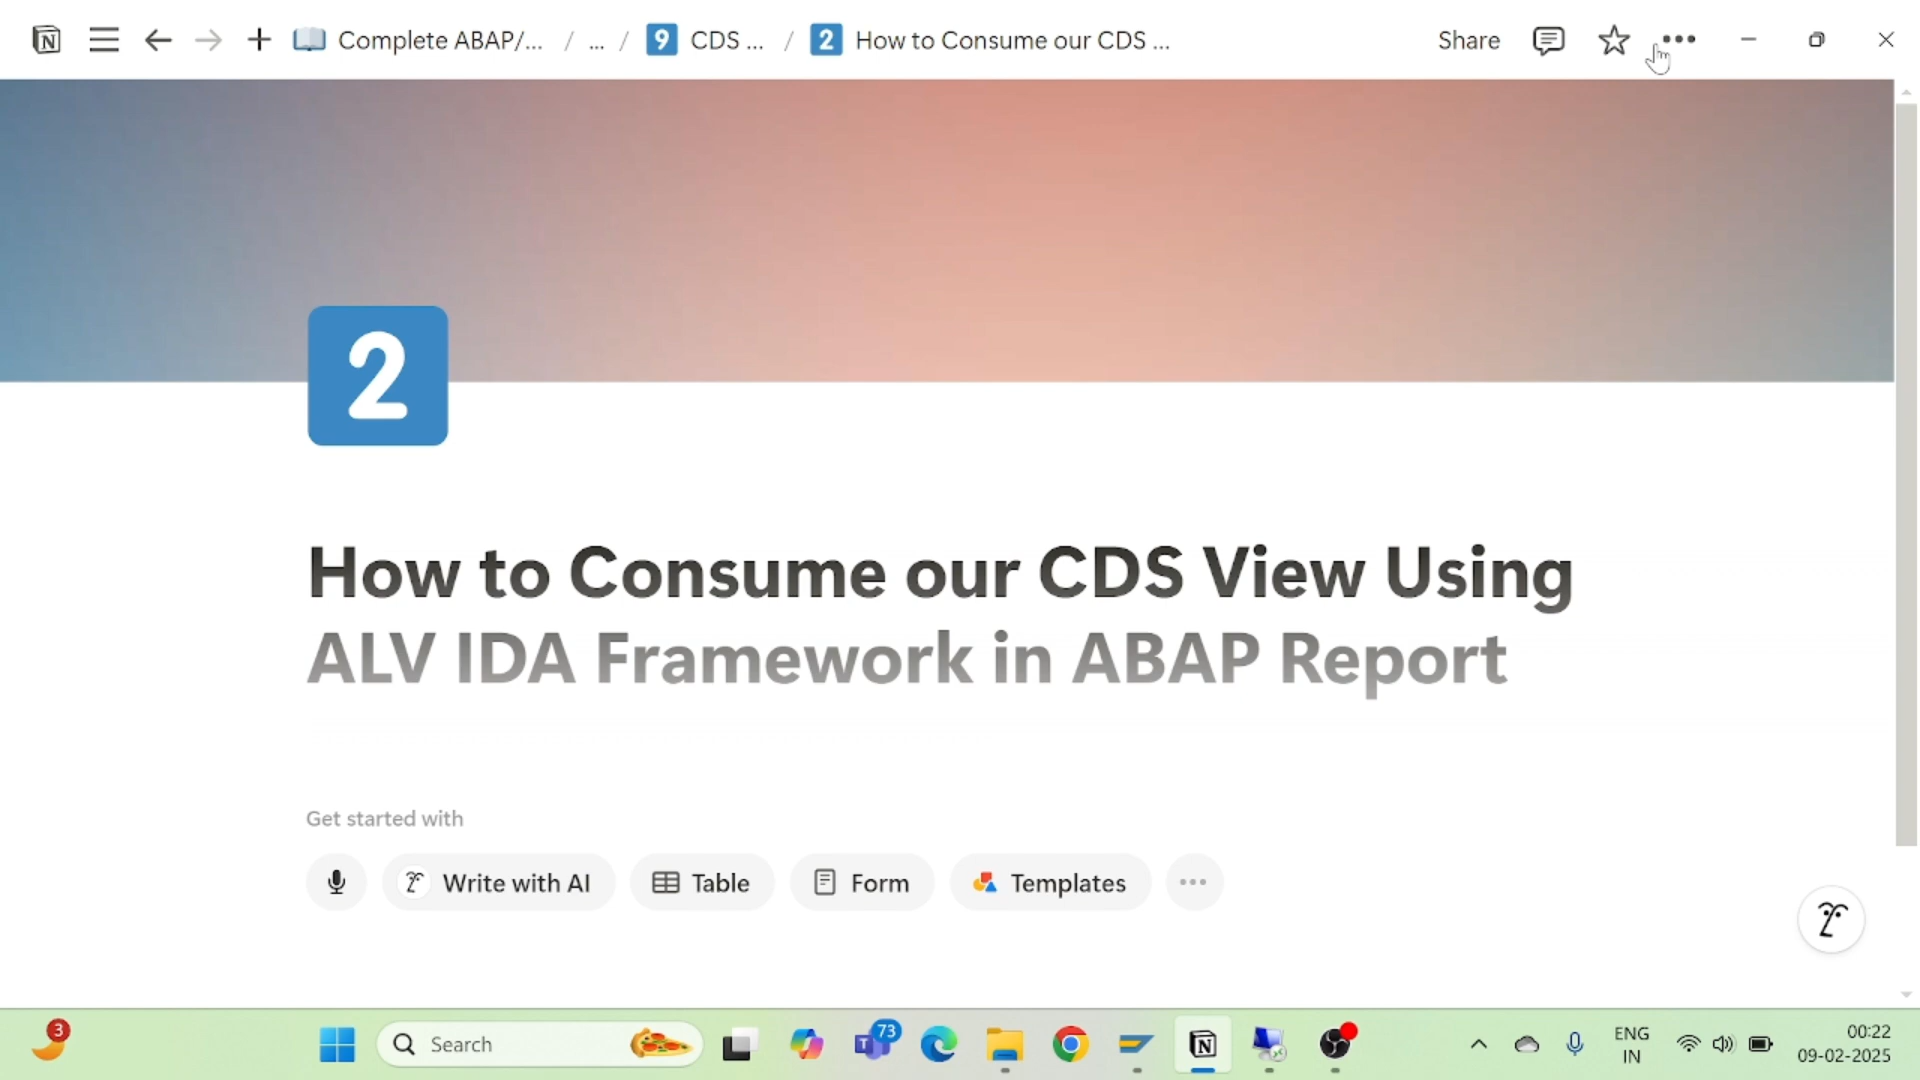 Complete ABAP/... / ... / 9 CDS ... / 2 How to Consume our CDS ...
Share
2
How to Consume our CDS View Using
ALV IDA Framework in ABAP Report
Get started with
Write with AI
Table
Form
Templates
3
Search
73
ENG
IN
00:22
09-02-2025